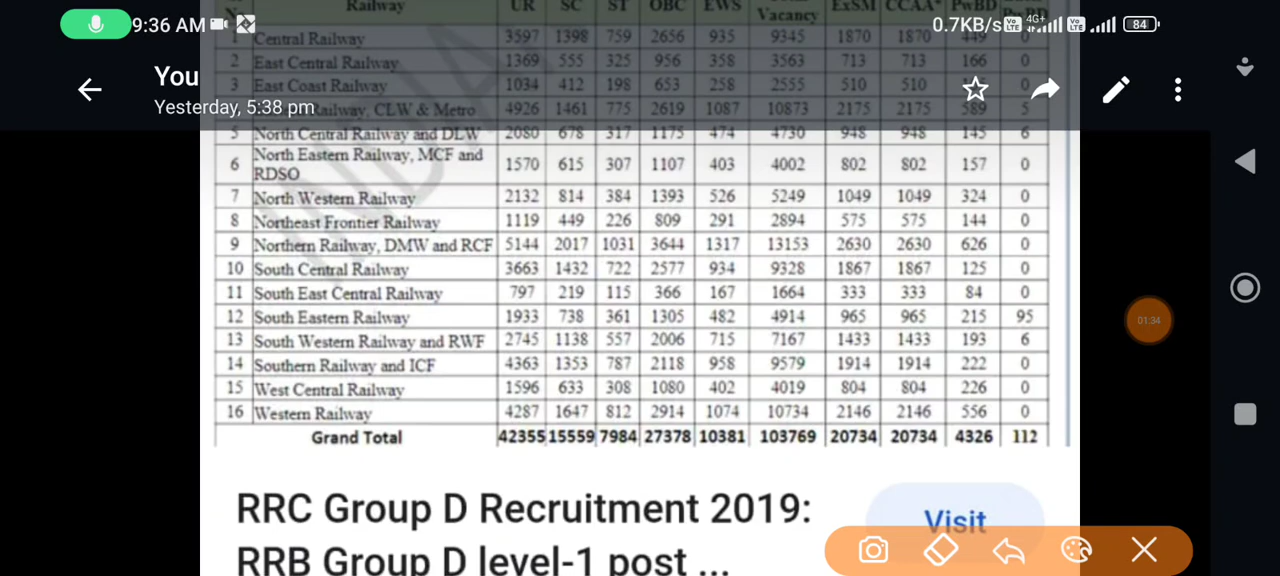 9:36 AM
0.7KB/s Vo LTE 4G+ Vo LTE 84
You
Yesterday, 5:38 pm
Railway UR SC ST OBC EWS Vacancy ExSM CCAA* PwBD
1 Central Railway 3597 1398 759 2656 935 9345 1870 1870 449 0
2 East Central Railway 1369 555 325 956 358 3563 713 713 166 0
3 East Coast Railway 1034 412 198 653 258 2555 510 510 0
Railway, CLW & Metro 4926 1461 775 2619 1087 10873 2175 2175 589 5
5 North Central Railway and DLW 2080 678 317 1175 474 4730 948 948 145 6
6 North Eastern Railway, MCF and RDSO 1570 615 307 1107 403 4002 802 802 157 0
7 North Western Railway 2132 814 384 1393 526 5249 1049 1049 324 0
8 Northeast Frontier Railway 1119 449 226 809 291 2894 575 575 144 0
9 Northern Railway, DMW and RCF 5144 2017 1031 3644 1317 13153 2630 2630 626 0
10 South Central Railway 3663 1432 722 2577 934 9328 1867 1867 125 0
11 South East Central Railway 797 219 115 366 167 1664 333 333 84 0
12 South Eastern Railway 1933 738 361 1305 482 4914 965 965 215 95
13 South Western Railway and RWF 2745 1138 557 2006 715 7167 1433 1433 193 6
14 Southern Railway and ICF 4363 1353 787 2118 958 9579 1914 1914 222 0
15 West Central Railway 1596 633 308 1080 402 4019 804 804 226 0
16 Western Railway 4287 1647 812 2914 1074 10734 2146 2146 556 0
Grand Total 42355 15559 7984 27378 10381 103769 20734 20734 4326 112
01:34
RRC Group D Recruitment 2019:
RRB Group D level-1 post ...
Visit